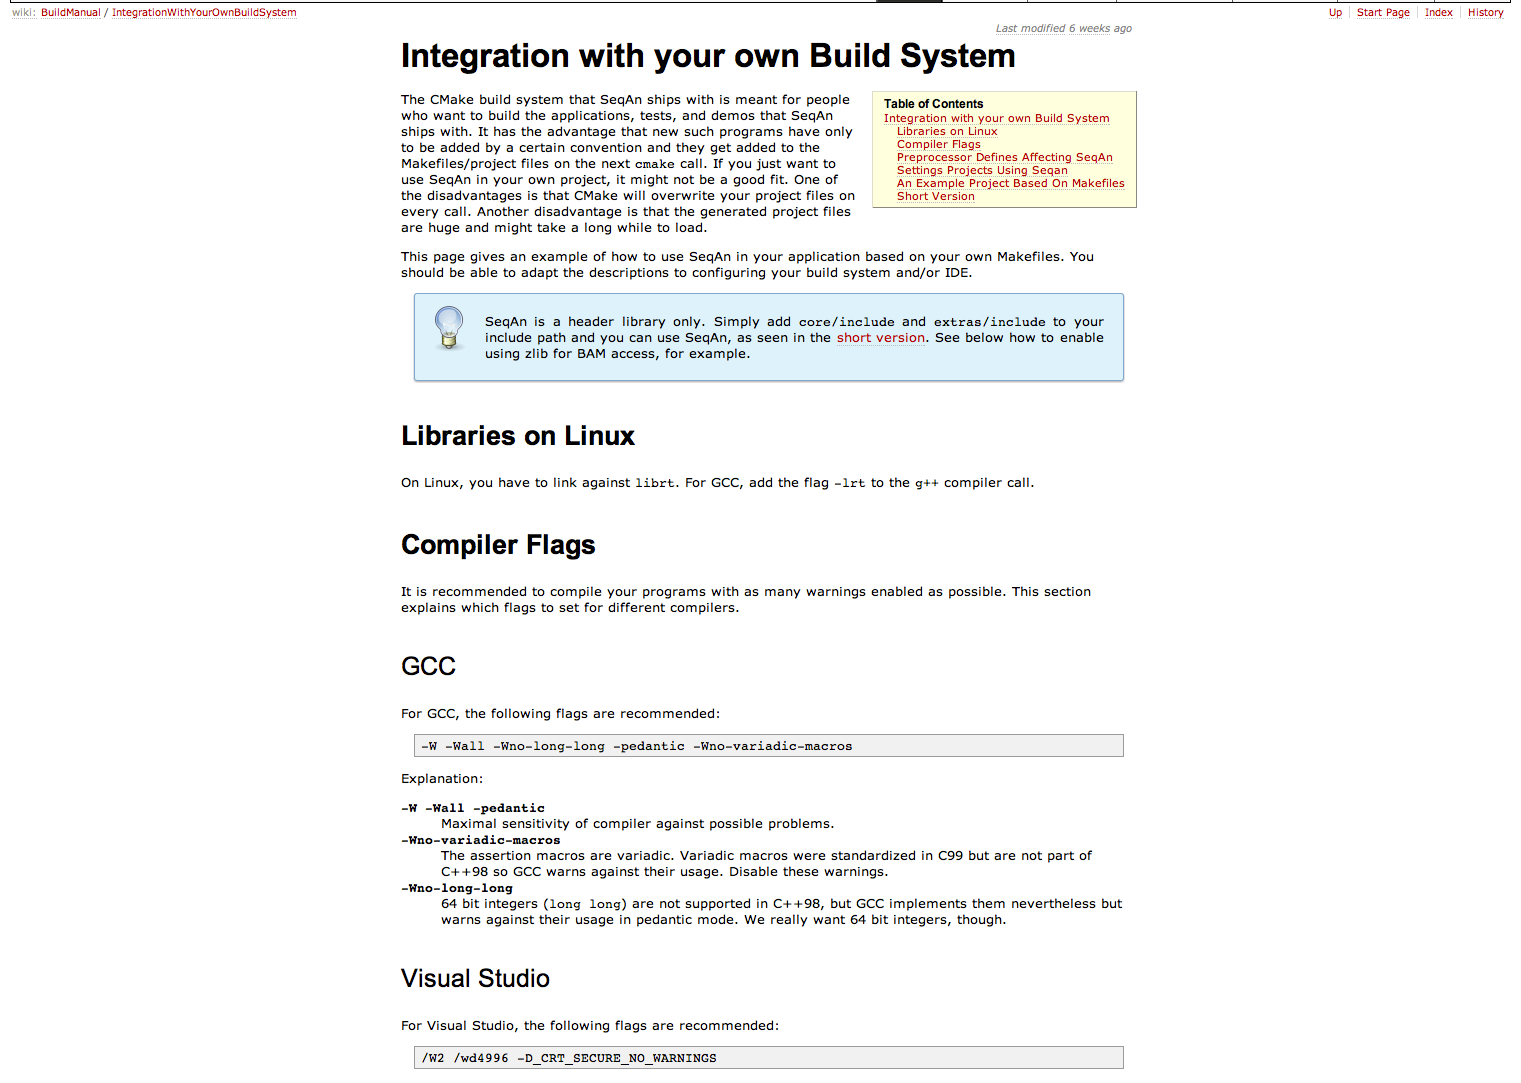 wiki: BuildManual / IntegrationWithYourOwnBuildSystem
Up Start Page Index History
Last modified 6 weeks ago
Integration with your own Build System
The CMake build system that SeqAn ships with is meant for people
who want to build the applications, tests, and demos that SeqAn
ships with. It has the advantage that new such programs have only
to be added by a certain convention and they get added to the
Makefiles/project files on the next cmake call. If you just want to
use SeqAn in your own project, it might not be a good fit. One of
the disadvantages is that CMake will overwrite your project files on
every call. Another disadvantage is that the generated project files
are huge and might take a long while to load.
Table of Contents
Integration with your own Build System
Libraries on Linux
Compiler Flags
Preprocessor Defines Affecting SeqAn
Settings Projects Using Seqan
An Example Project Based On Makefiles
Short Version
This page gives an example of how to use SeqAn in your application based on your own Makefiles. You
should be able to adapt the descriptions to configuring your build system and/or IDE.
SeqAn is a header library only. Simply add core/include and extras/include to your
include path and you can use SeqAn, as seen in the short version. See below how to enable
using zlib for BAM access, for example.
Libraries on Linux
On Linux, you have to link against librt. For GCC, add the flag -lrt to the g++ compiler call.
Compiler Flags
It is recommended to compile your programs with as many warnings enabled as possible. This section
explains which flags to set for different compilers.
GCC
For GCC, the following flags are recommended:
-W -Wall -Wno-long-long -pedantic -Wno-variadic-macros
Explanation:
-W -Wall -pedantic
Maximal sensitivity of compiler against possible problems.
-Wno-variadic-macros
The assertion macros are variadic. Variadic macros were standardized in C99 but are not part of
C++98 so GCC warns against their usage. Disable these warnings.
-Wno-long-long
64 bit integers (long long) are not supported in C++98, but GCC implements them nevertheless but
warns against their usage in pedantic mode. We really want 64 bit integers, though.
Visual Studio
For Visual Studio, the following flags are recommended:
/W2 /wd4996 -D_CRT_SECURE_NO_WARNINGS